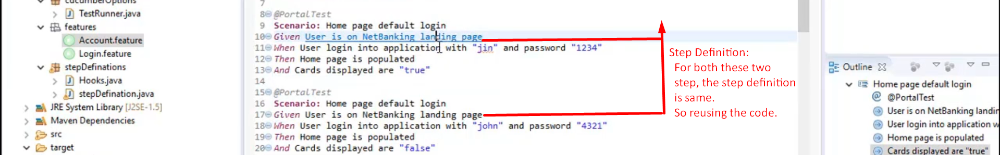 cucumberOptions
TestRunner.java
features
Account.feature
Login.feature
stepDefinations
Hooks.java
stepDefination.java
JRE System Library [J2SE-1.5]
Maven Dependencies
src
target
7
8 @PortalTest
9 Scenario: Home page default login
10 Given User is on NetBanking landing page
11 When User login into application with "jin" and password "1234"
12 Then Home page is populated
13 And Cards displayed are "true"
14
15 @PortalTest
16 Scenario: Home page default login
17 Given User is on NetBanking landing page
18 When User login into application with "john" and password "4321"
19 Then Home page is populated
20 And Cards displayed are "false"
Step Definition:
For both these two
step, the step definition
is same.
So reusing the code.
Outline
Home page default login
@PortalTest
User is on NetBanking landin
User login into application w
Home page is populated
Cards displayed are "true"